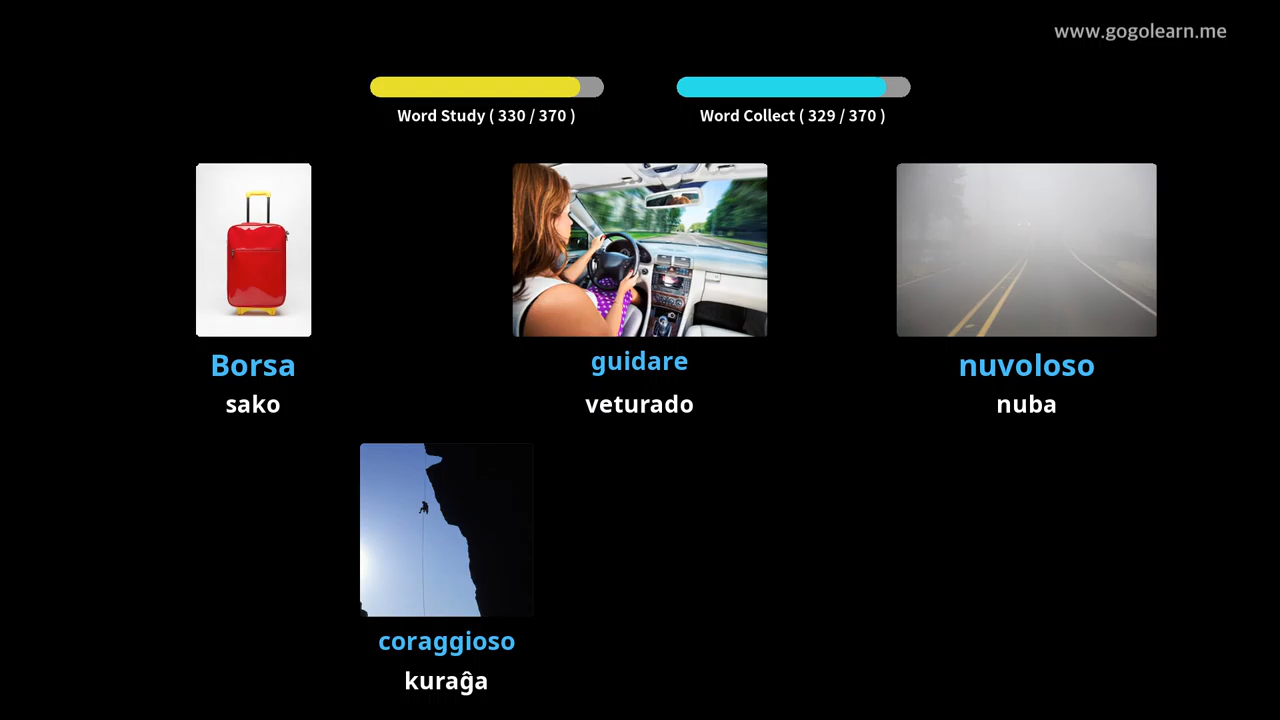 www.gogolearn.me
Word Study ( 330 / 370 )
Word Collect ( 329 / 370 )
Borsa
sako
guidare
veturado
nuvoloso
nuba
coraggioso
kuraĝa